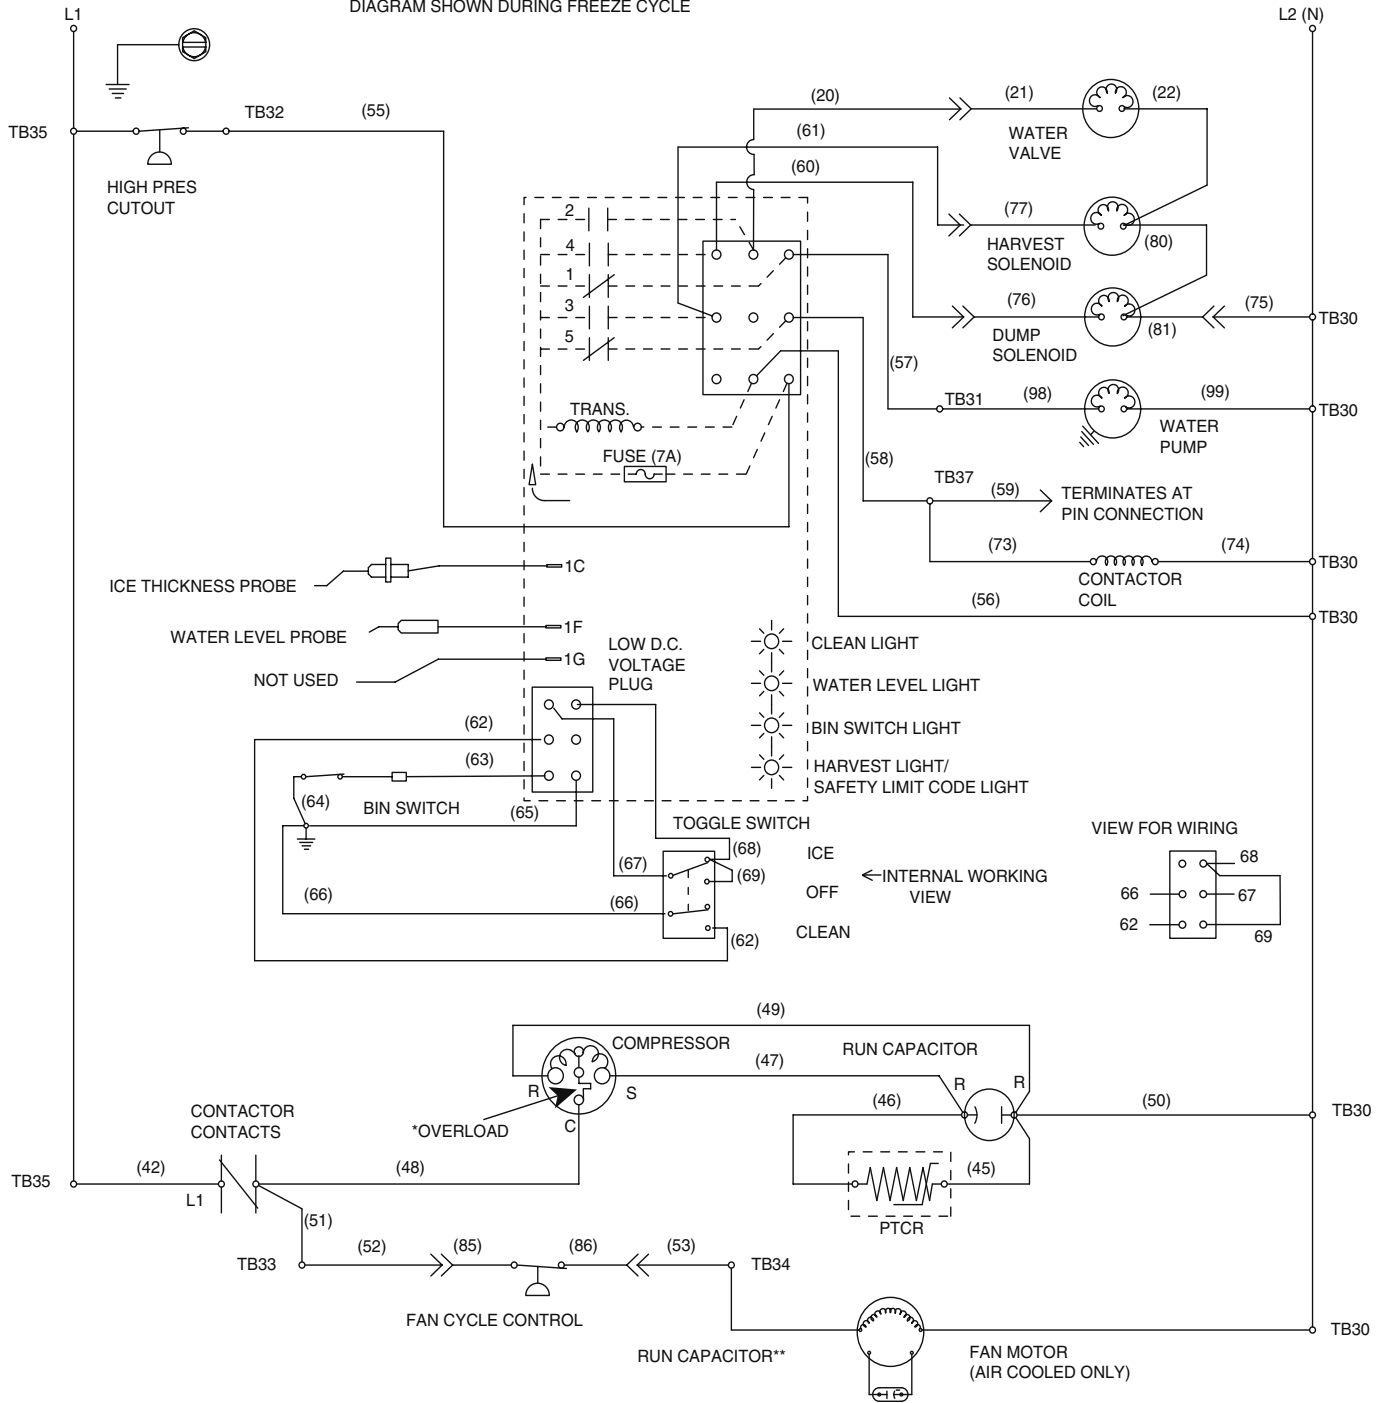 DIAGRAM SHOWN DURING FREEZE CYCLE
L1
L2 (N)
TB35
TB32
(55)
HIGH PRES
CUTOUT
(20)
(21)
(22)
(61)
WATER
VALVE
(60)
2
4
1
3
5
(77)
HARVEST
SOLENOID
(80)
(76)
DUMP
SOLENOID
(81)
(75)
TB30
(57)
TB31
(98)
(99)
TB30
WATER
PUMP
TRANS.
FUSE (7A)
(58)
TB37
(59)
TERMINATES AT
PIN CONNECTION
(73)
(74)
TB30
CONTACTOR
COIL
(56)
TB30
ICE THICKNESS PROBE
1C
WATER LEVEL PROBE
1F
1G
NOT USED
LOW D.C.
VOLTAGE
PLUG
CLEAN LIGHT
WATER LEVEL LIGHT
BIN SWITCH LIGHT
HARVEST LIGHT/
SAFETY LIMIT CODE LIGHT
(62)
(63)
(64)
BIN SWITCH
(65)
TOGGLE SWITCH
(68)
(67)
(69)
(66)
(66)
(62)
ICE
OFF
CLEAN
INTERNAL WORKING
VIEW
VIEW FOR WIRING
68
66
67
62
69
(49)
COMPRESSOR
RUN CAPACITOR
(47)
R
S
C
*OVERLOAD
R
R
(46)
(50)
TB30
CONTACTOR
CONTACTS
TB35
(42)
L1
(48)
(45)
PTCR
(51)
TB33
(52)
(85)
(86)
(53)
TB34
FAN CYCLE CONTROL
RUN CAPACITOR**
FAN MOTOR
(AIR COOLED ONLY)
TB30